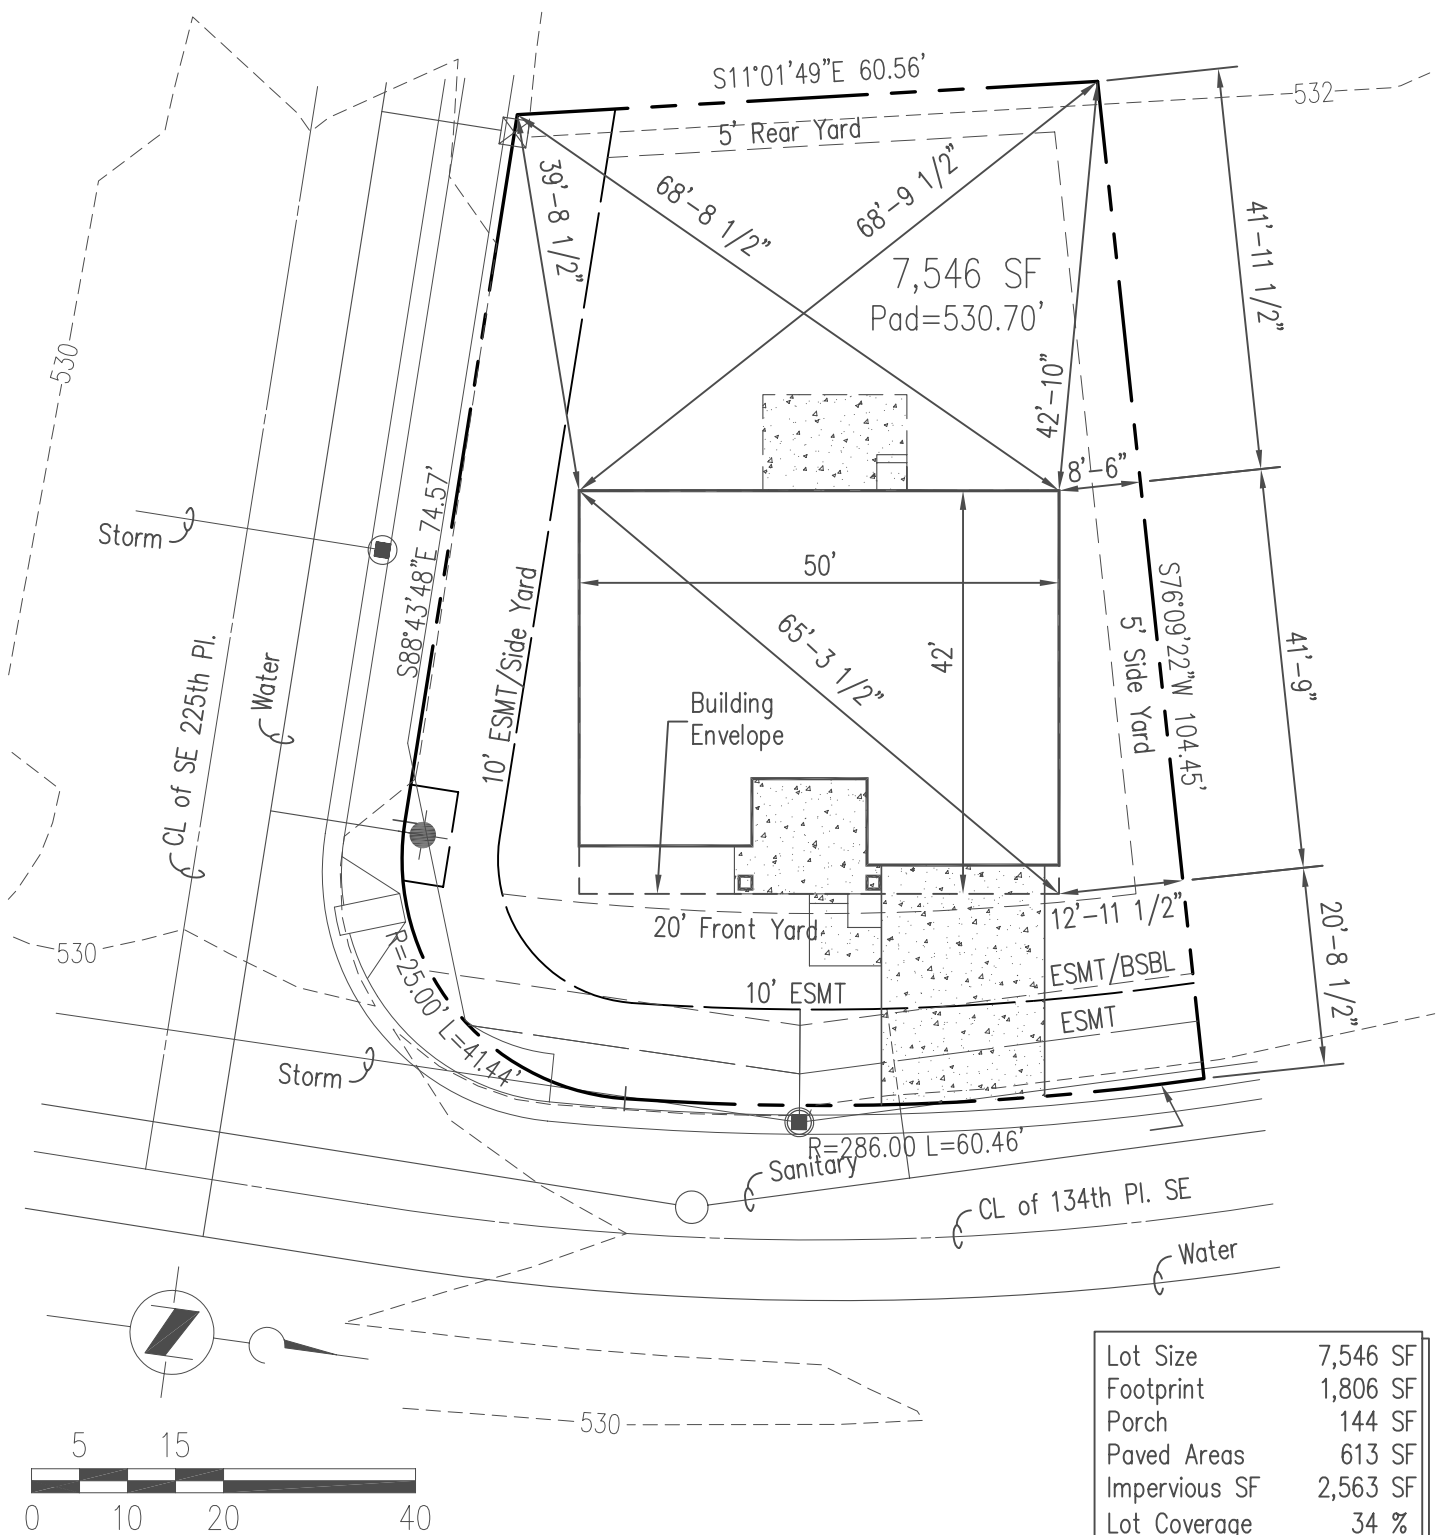 S11°01'49"E 60.56'
532
5' Rear Yard
39'-8 1/2"
68'-8 1/2"
68'-9 1/2"
41'-11 1/2"
7,546 SF
Pad=530.70'
530
42'-10"
8'-6"
Storm
S88°43'48"E 74.57'
50'
S76°09'22"W 104.45'
10' ESMT/Side Yard
65'-3 1/2"
42'
5' Side Yard
41'-9"
CL of SE 225th Pl.
Water
Building
Envelope
12'-11 1/2"
20' Front Yard
20'-8 1/2"
530
R=25.00' L=41.44'
10' ESMT
ESMT/BSBL
ESMT
Storm
R=286.00 L=60.46'
Sanitary
CL of 134th Pl. SE
Water
530
Lot Size 7,546 SF
Footprint 1,806 SF
Porch 144 SF
Paved Areas 613 SF
Impervious SF 2,563 SF
Lot Coverage 34 %
5 15
0 10 20 40